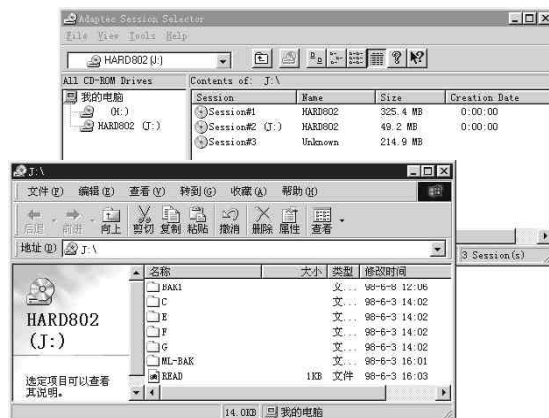 Adaptec Session Selector
File View Tools Help
HARD802 (J:)
All CD-ROM Drives
Contents of: J:\
我的电脑
(H:)
HARD802 (J:)
Session Name Size Creation Date
Session#1 HARD802 325.4 MB 0:00:00
Session#2 (J:) HARD802 49.2 MB 0:00:00
Session#3 Unknown 214.9 MB
3 Session(s)
J:\
文件(F) 编辑(E) 查看(V) 转到(G) 收藏(A) 帮助(H)
后退 前进 向上 剪切 复制 粘贴 撤消 删除 属性 查看
地址(D) J:\
HARD802
(J:)
选定项目可以查看
其说明。
名称 大小 类型 修改时间
BAK1 文... 98-6-8 12:06
C 文... 98-6-3 14:02
E 文... 98-6-3 14:02
F 文... 98-6-3 14:02
G 文... 98-6-3 14:02
ML-BAK 文... 98-6-3 16:01
READ 1KB 文件 98-6-3 16:03
14.0KB 我的电脑